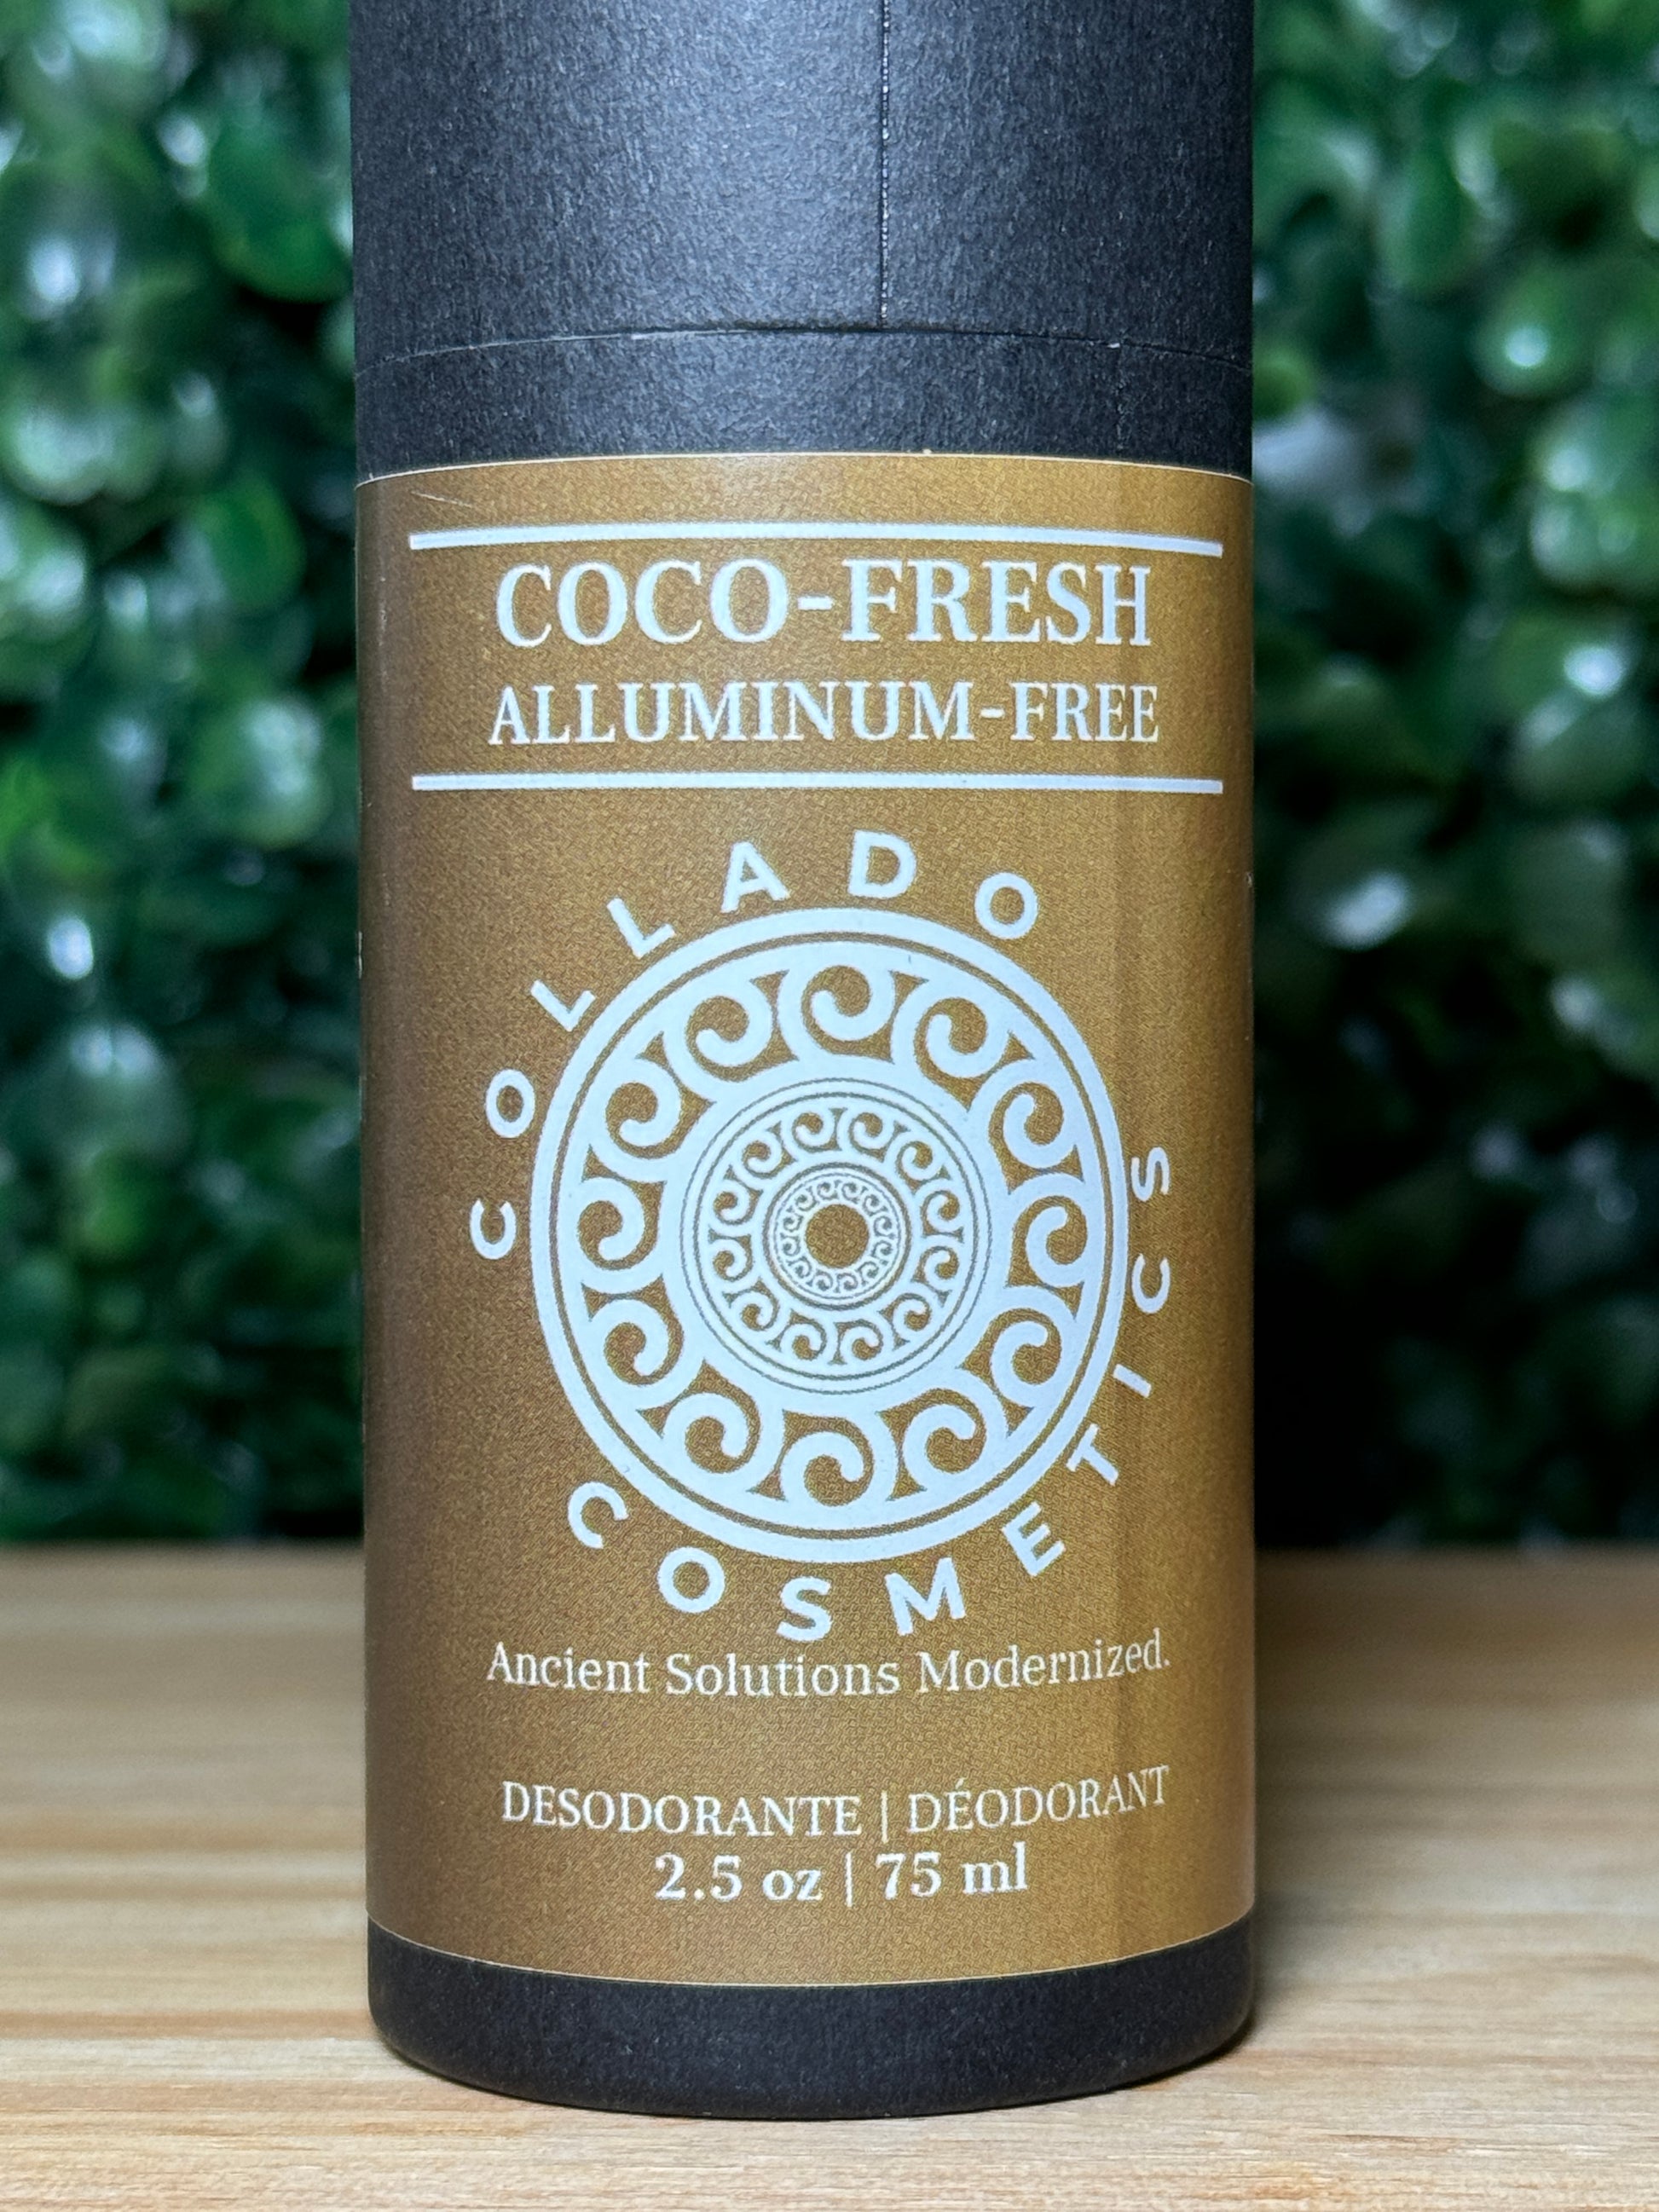 COCO-FRESH
ALLUMINUM-FREE
COLLADO
COSMETICS
Ancient Solutions Modernized.
DESODORANTE | DÉODORANT
2.5 oz | 75 ml